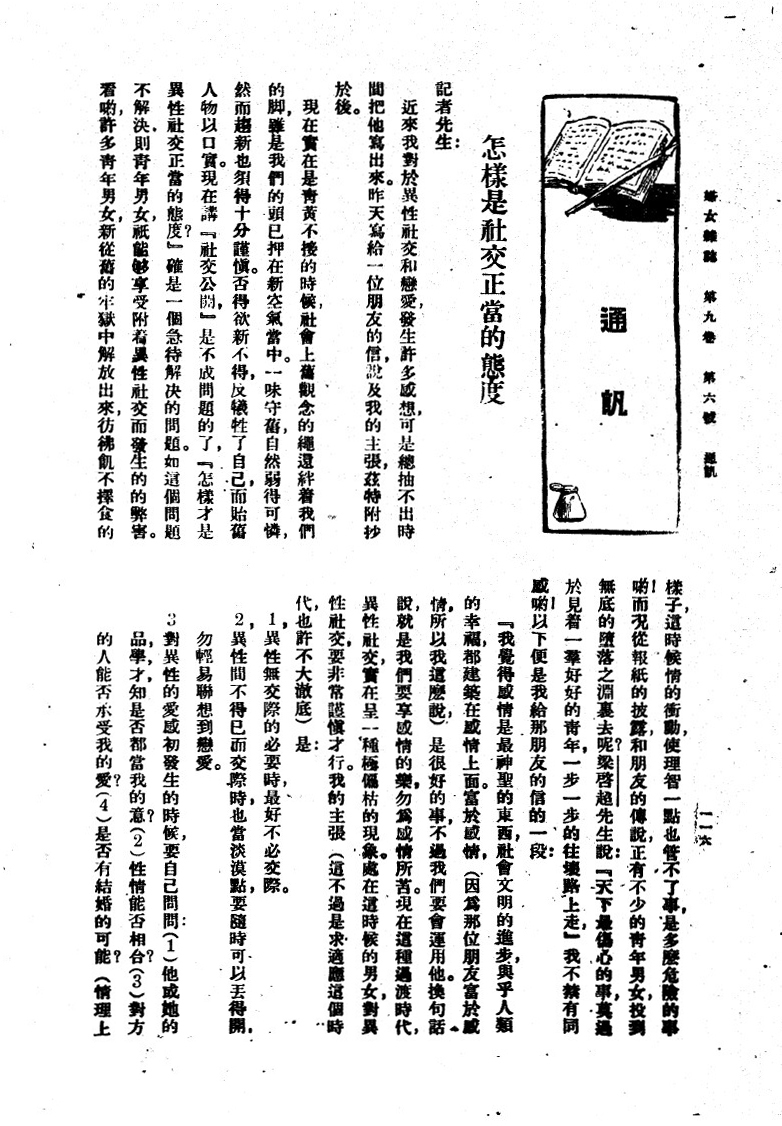 婦女雜誌　第九卷　第六號　通訊
一一六
通訊
怎樣是社交正當的態度
記者先生：
近來我對於異性社交和戀愛，發生許多感想，可是總抽不出時
間把他寫出來。昨天寫給一位朋友的信，說及我的主張，茲特附抄
於後。
現在實在是青黃不接的時候，社會上舊觀念的繩還絆着我們
的脚，雖是我們的頭已押在新空氣當中。一味守舊，自然弱得可憐，
然而趨新也須得十分謹慎。否得欲新不得，反犧牲了自己，而貽舊
人物以口實。現在講『社交公開』，是不成問題的了，『怎樣才是
異性社交正當的態度？』確是一個急待解決的問題。如這個問題
不解決，則青年男女，祇能够享受附着異性社交而發生的的弊害。
看喲，許多青年男女，新從舊的牢獄中解放出來，彷彿飢不擇食的
樣子，這時候情的衝動，使理智一點也管不了事，是多麼危險的事
喲！而況從報紙的披露，和朋友的傳說，正有不少的青年男女，投到
無底的墮落之淵裏去呢？梁啓超先生說：『天下最傷心的事，莫過
於見着一羣好好的青年，一步一步的往壞路上走，』我不禁有同
感喲！以下便是我給那朋友的信的一段：
『我覺得感情是最神聖的東西，社會文明的進步，與乎人類
的幸福，都建築在感情上面。富於感情，（因爲那位朋友富於感
情，所以我這麼說）是很好的事，不過我們要會運用他。換句話
說，就是我們要享感情的樂，勿爲感情所苦。現在這種過渡時代，
異性社交，實在呈一種極偏枯的現象，處在這時候的男女，對異
性社交，要非常謹慎才行。我的主張（這不過是求適應這個時
代，也許不大澈底）是：
1，異性無交際的必要時，最好不必交際。
2，異性間不得已而交際時，也當淡漠點，要隨時可以丟得開，
勿輕易聯想到戀愛。
3 對異性的愛感初發生的時候，要自己問問：（1）他或她的
品，學，才，知是否都當我的意？（2）性情能否相合？（3）對方
的人能否承受我的愛？（4）是否有結婚的可能？（情理上